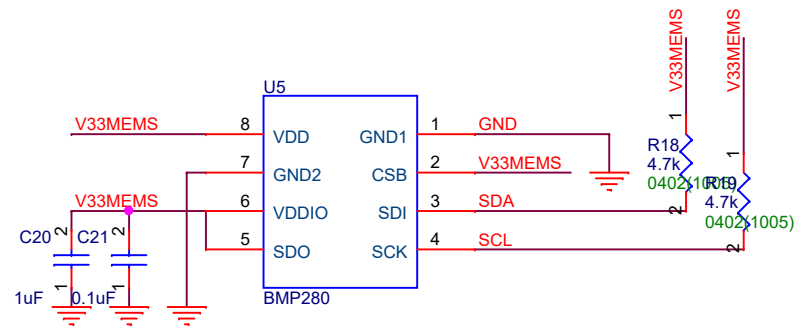 V33MEMS
V33MEMS
U5
V33MEMS
8
VDD
GND1
1
GND
7
GND2
CSB
2
V33MEMS
V33MEMS
6
VDDIO
SDI
3
SDA
5
SDO
SCK
4
SCL
BMP280
1
R18
4.7k
0402(1005)
2
1
R19
4.7k
0402(1005)
2
C20
2
1
1uF
C21
2
1
0.1uF